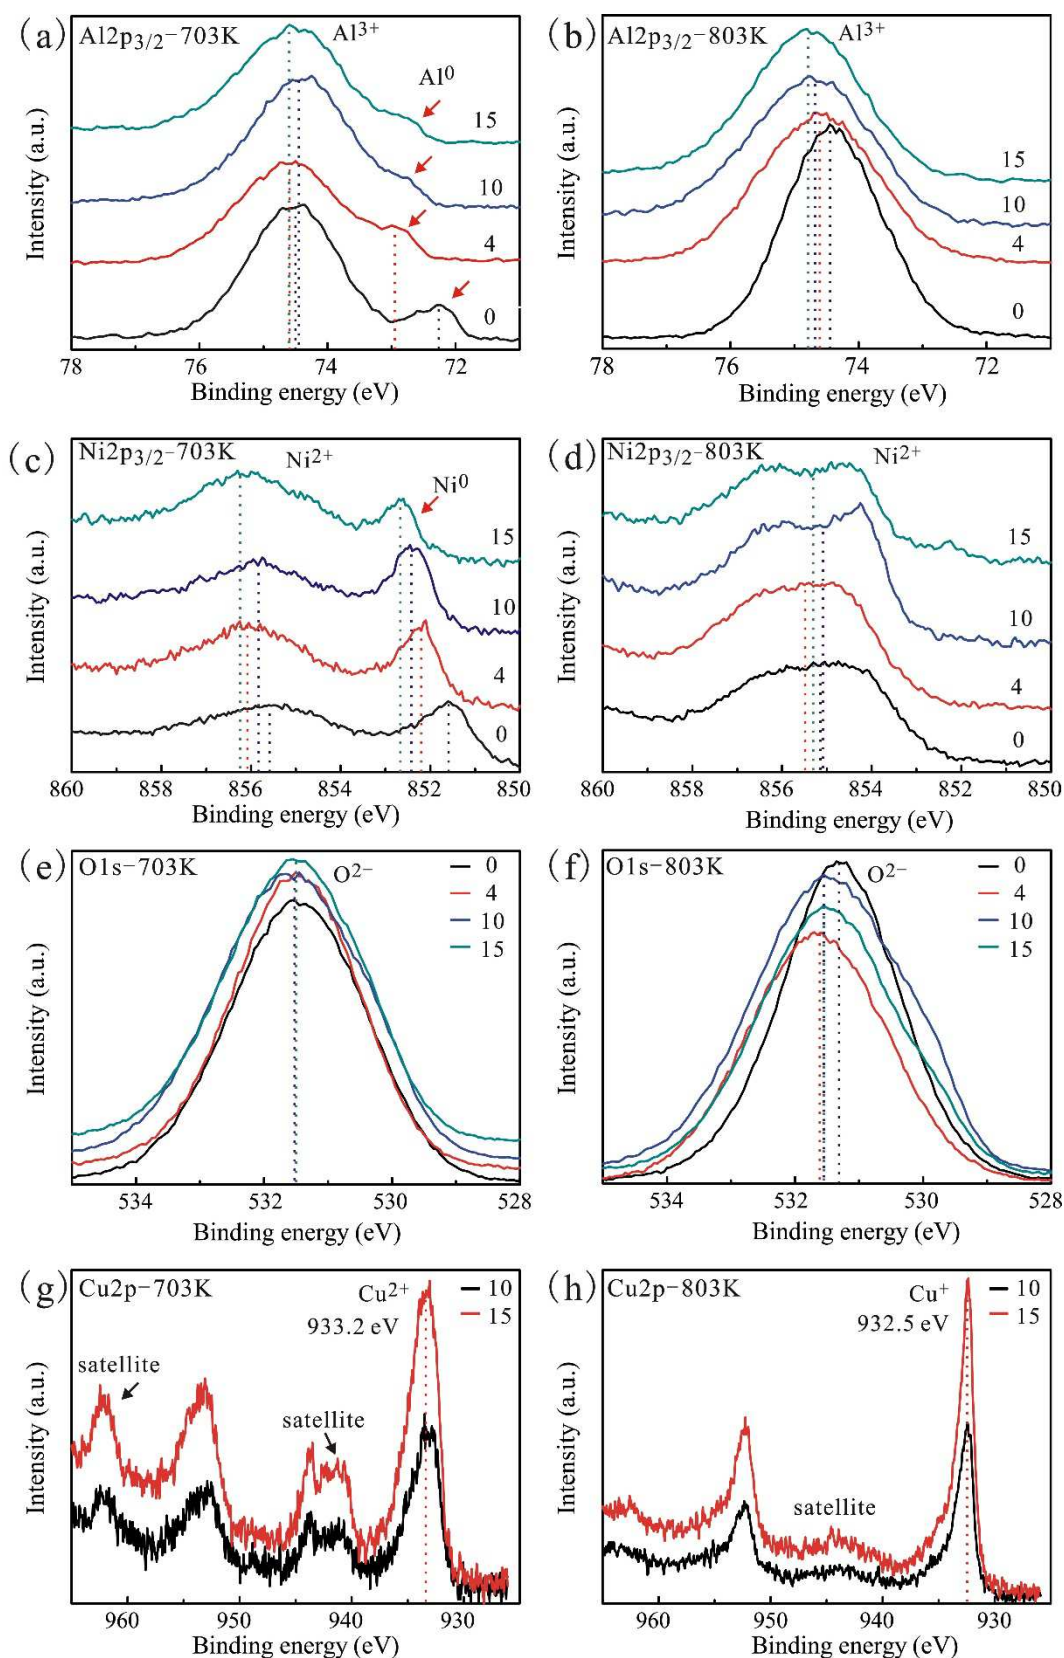 (a) Al2p3/2−703K
Al³⁺
Al⁰
15
10
4
0
Intensity (a.u.)
78 76 74 72
Binding energy (eV)
(b) Al2p3/2−803K
Al³⁺
15
10
4
0
Intensity (a.u.)
78 76 74 72
Binding energy (eV)
(c) Ni2p3/2−703K
Ni²⁺
Ni⁰
15
10
4
0
Intensity (a.u.)
860 858 856 854 852 850
Binding energy (eV)
(d) Ni2p3/2−803K
Ni²⁺
15
10
4
0
Intensity (a.u.)
860 858 856 854 852 850
Binding energy (eV)
(e) O1s−703K
O²⁻
0
4
10
15
Intensity (a.u.)
534 532 530 528
Binding energy (eV)
(f) O1s−803K
O²⁻
0
4
10
15
Intensity (a.u.)
534 532 530 528
Binding energy (eV)
(g) Cu2p−703K
Cu²⁺
933.2 eV
10
15
satellite
satellite
Intensity (a.u.)
960 950 940 930
Binding energy (eV)
(h) Cu2p−803K
Cu⁺
932.5 eV
10
15
satellite
Intensity (a.u.)
960 950 940 930
Binding energy (eV)